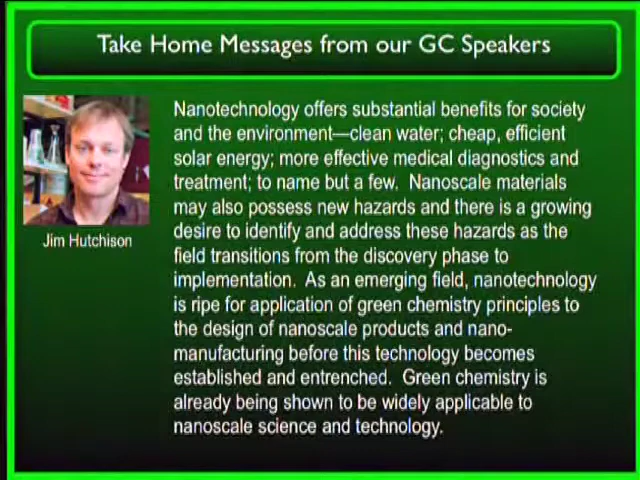 Take Home Messages from our GC Speakers
Nanotechnology offers substantial benefits for society
and the environment—clean water; cheap, efficient
solar energy; more effective medical diagnostics and
treatment; to name but a few.  Nanoscale materials
may also possess new hazards and there is a growing
desire to identify and address these hazards as the
field transitions from the discovery phase to
implementation.  As an emerging field, nanotechnology
is ripe for application of green chemistry principles to
the design of nanoscale products and nano-
manufacturing before this technology becomes
established and entrenched.  Green chemistry is
already being shown to be widely applicable to
nanoscale science and technology.
Jim Hutchison